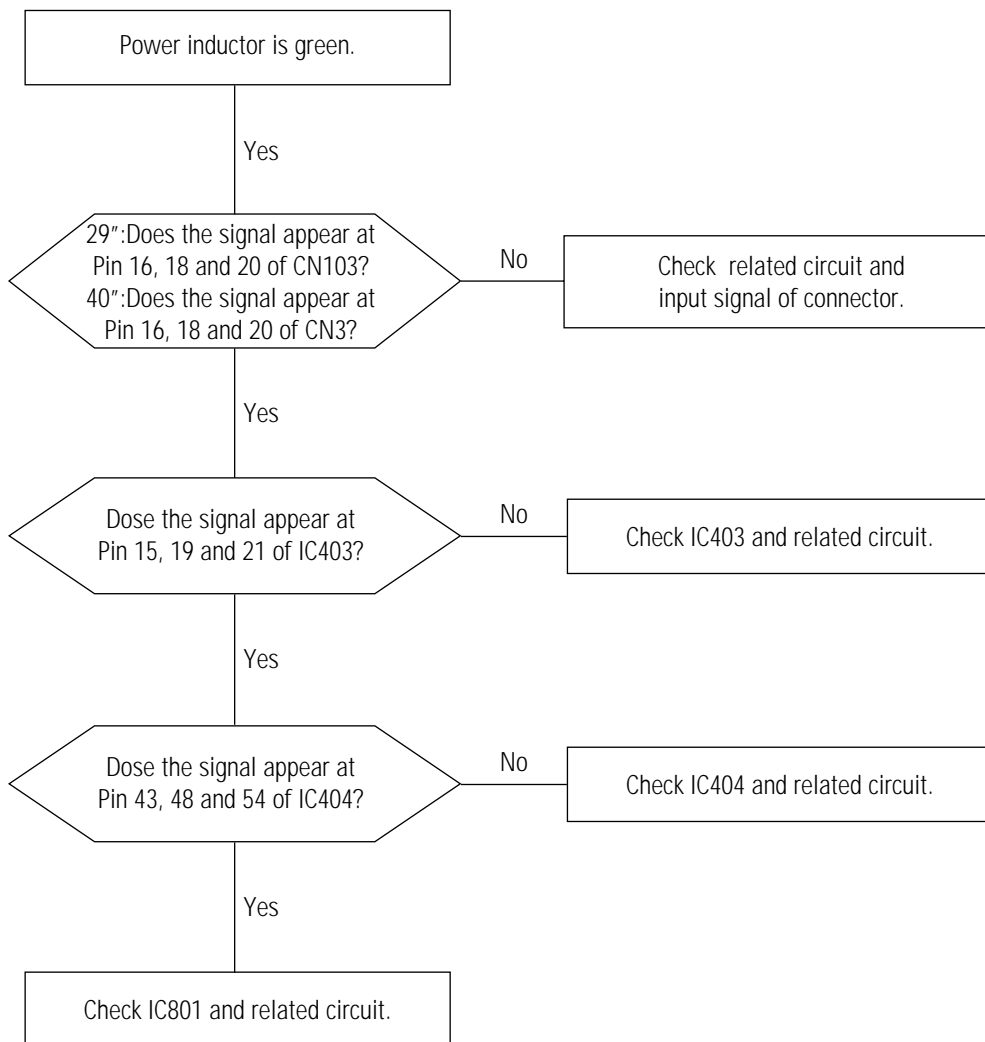 Power inductor is green.
Yes
29":Does the signal appear at
Pin 16, 18 and 20 of CN103?
40":Does the signal appear at
Pin 16, 18 and 20 of CN3?
No
Check related circuit and
input signal of connector.
Yes
Dose the signal appear at
Pin 15, 19 and 21 of IC403?
No
Check IC403 and related circuit.
Yes
Dose the signal appear at
Pin 43, 48 and 54 of IC404?
No
Check IC404 and related circuit.
Yes
Check IC801 and related circuit.